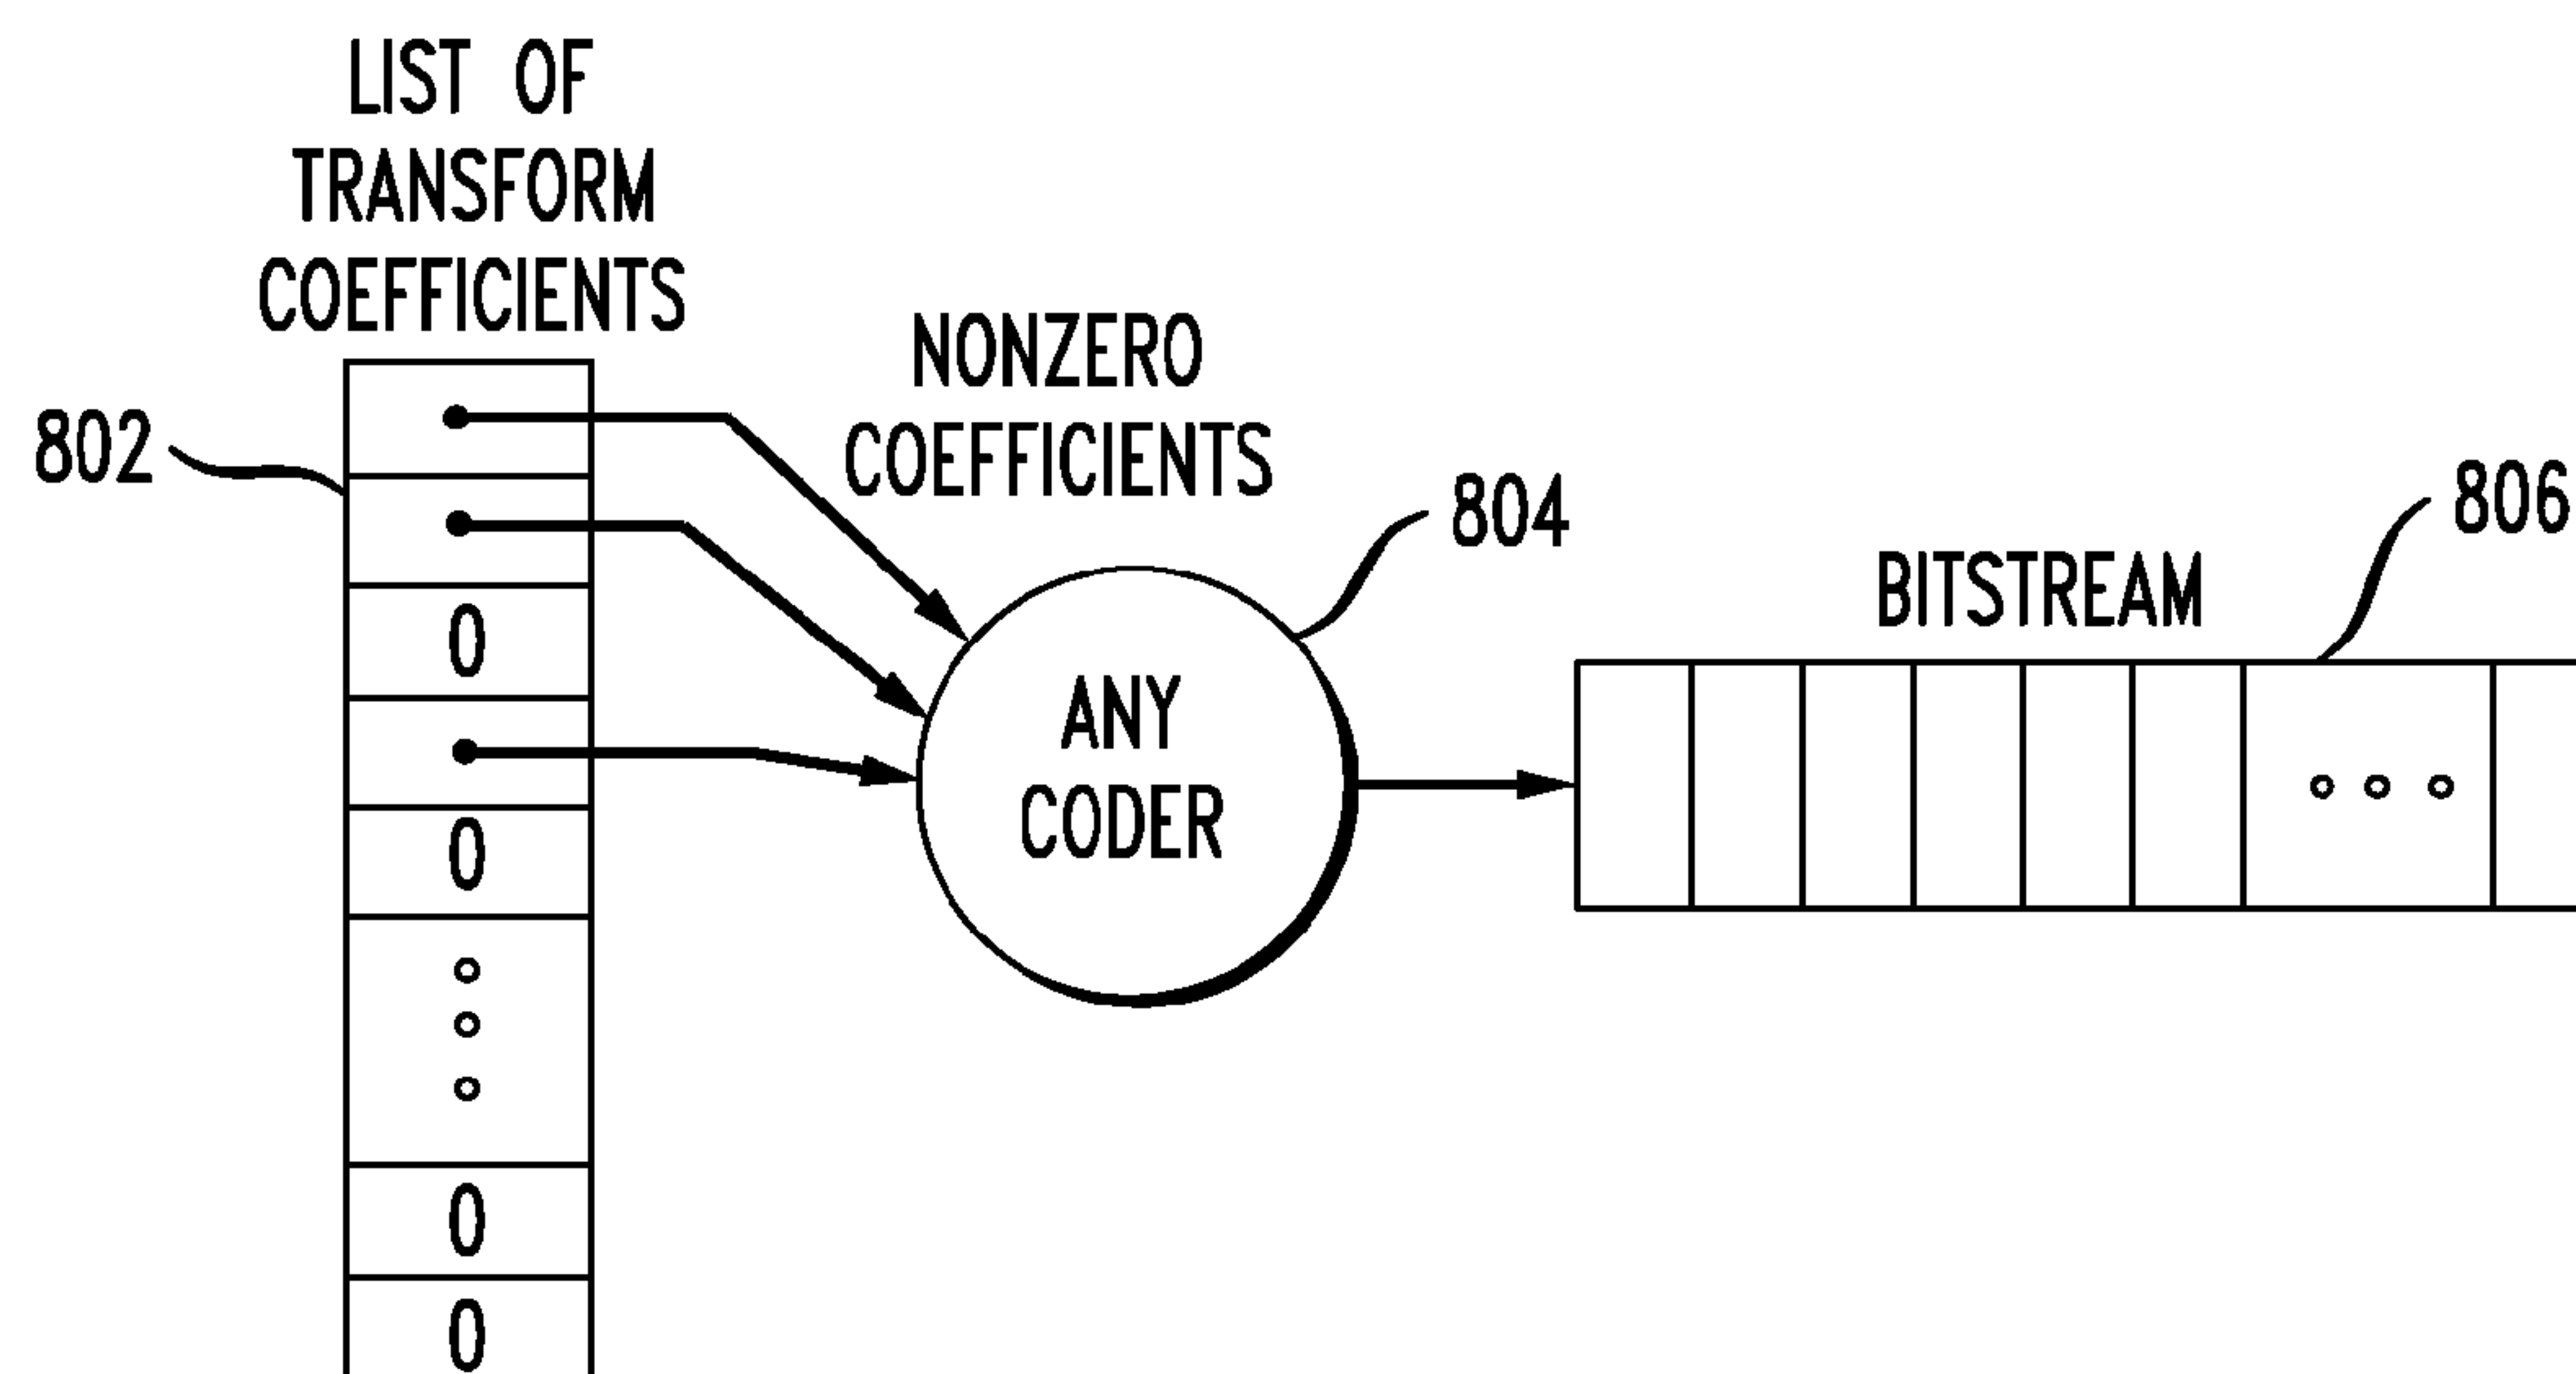 LIST OF
TRANSFORM
COEFFICIENTS
802
NONZERO
COEFFICIENTS
804
806
BITSTREAM
0
ANY
CODER
0
0
0